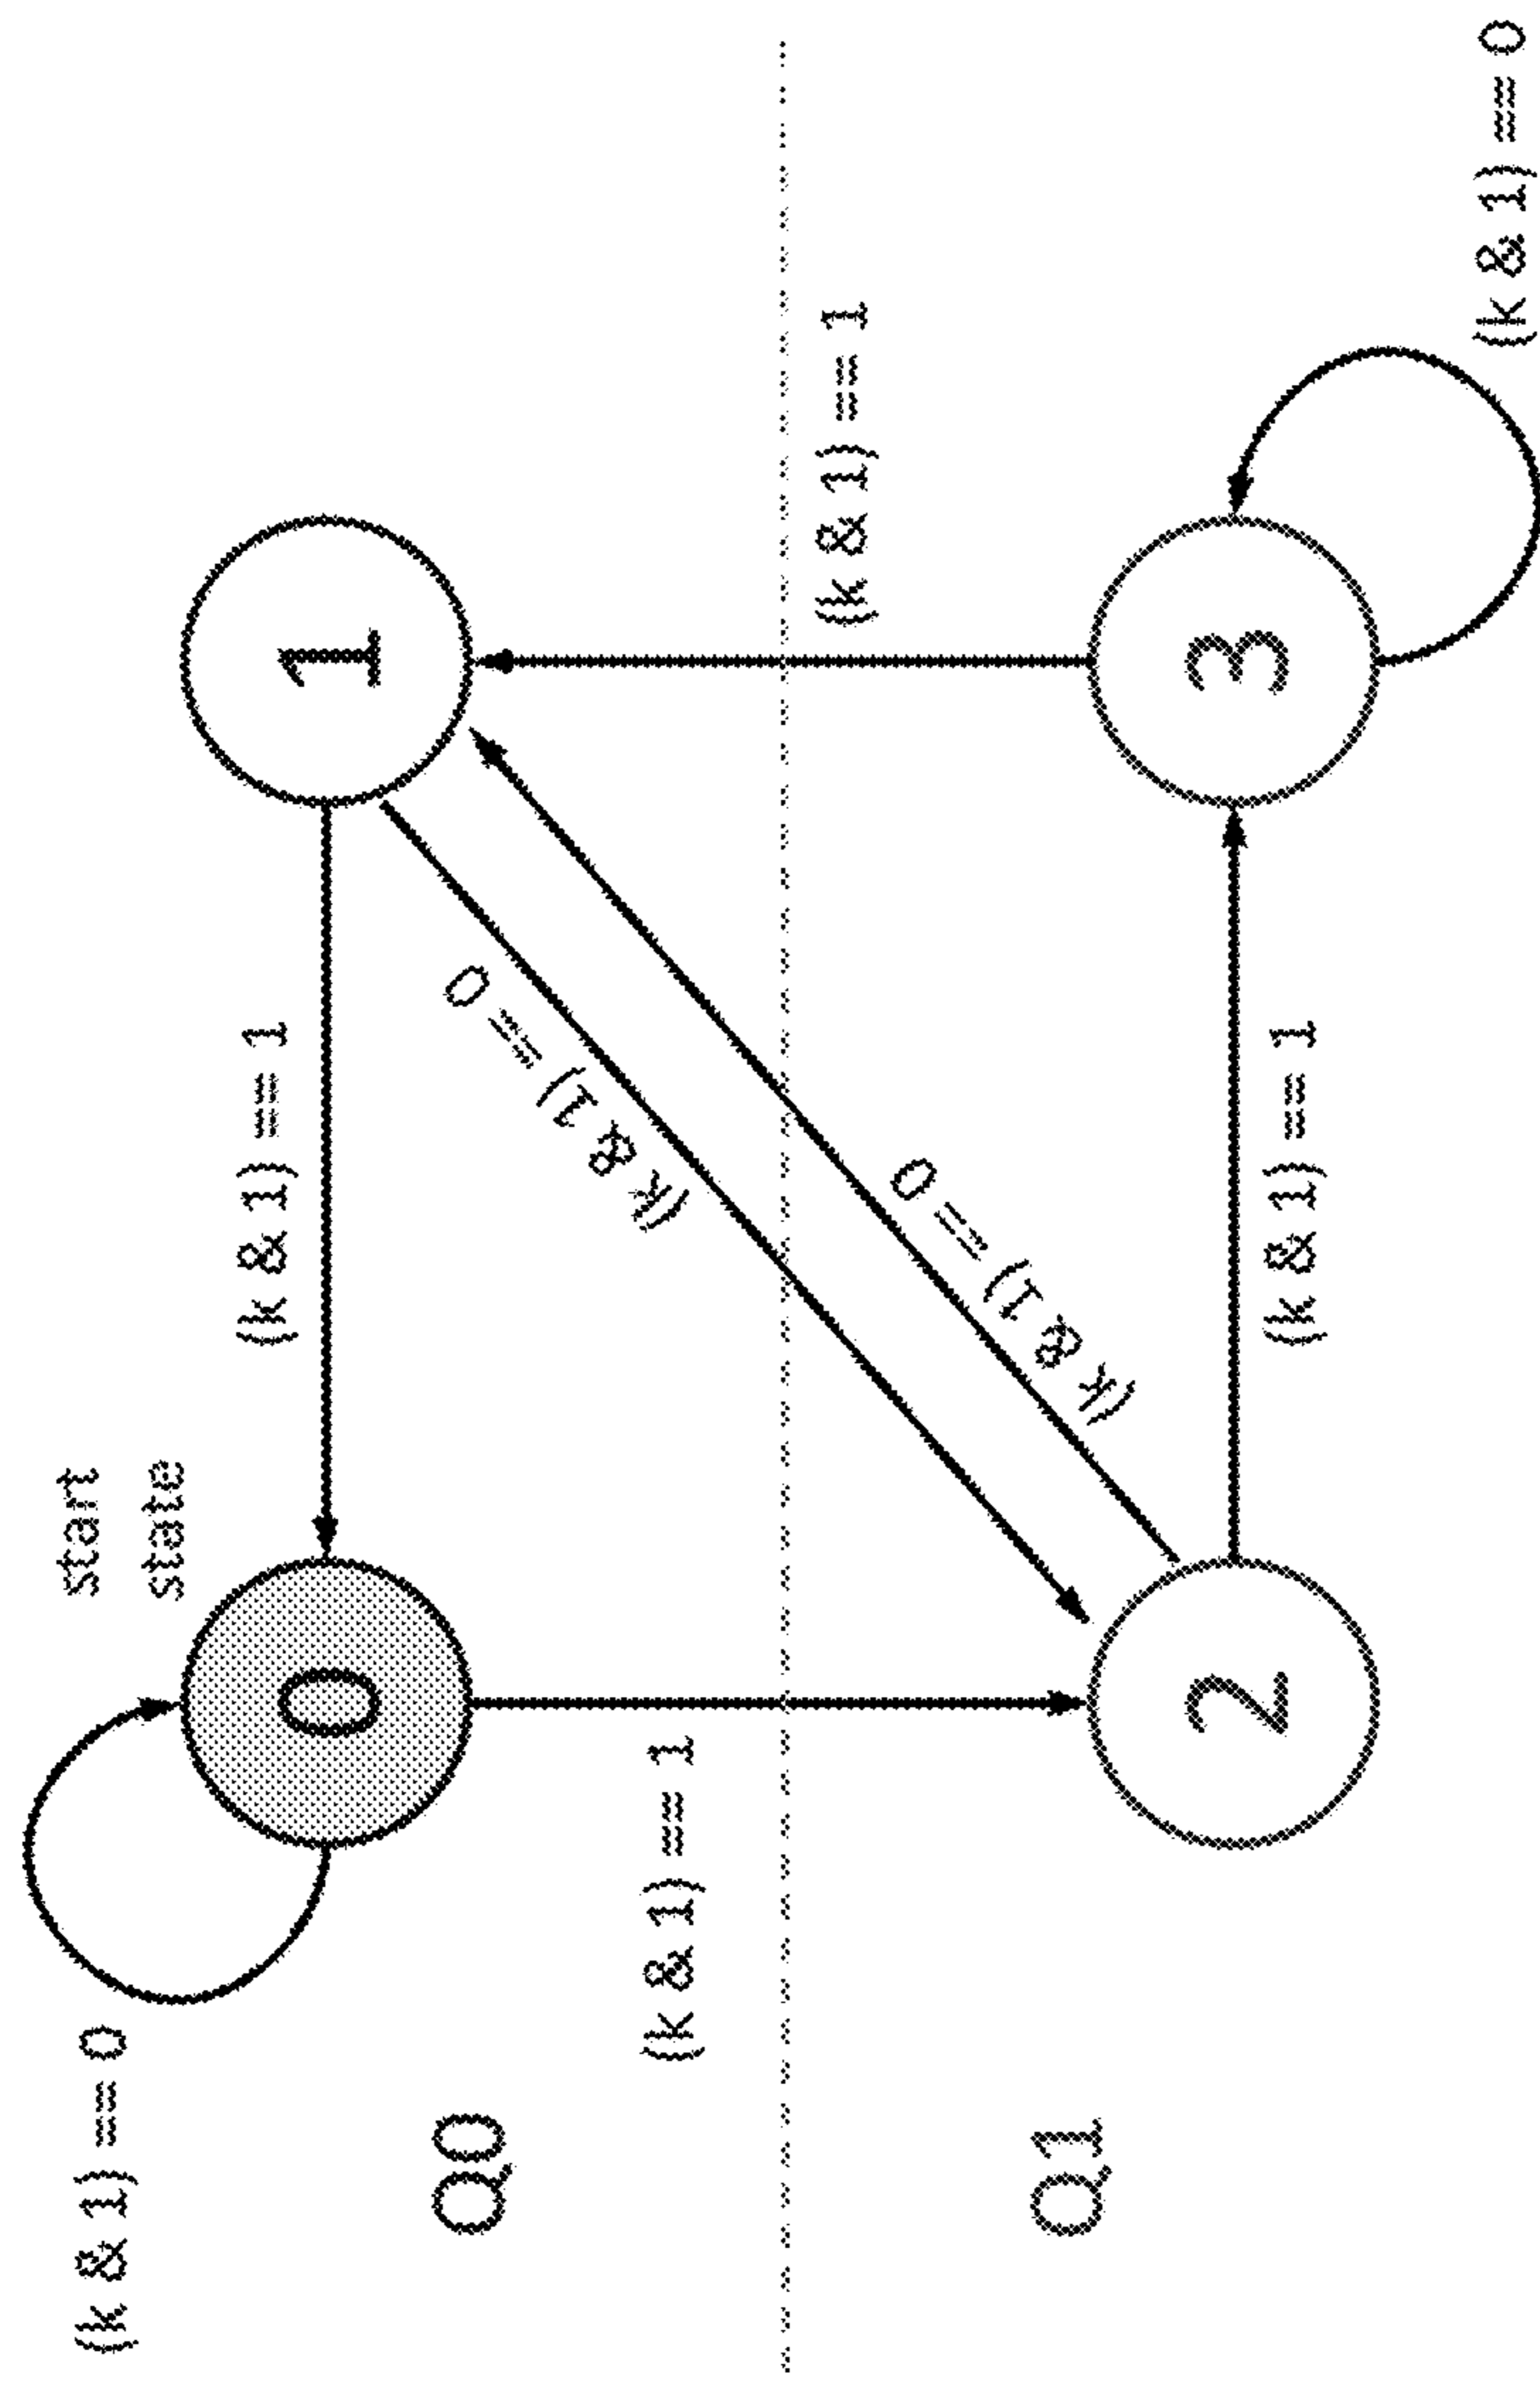 (k & 1) == 0
start
state
(k & 1) == 1
0
1
Q0
(k & 1) == 0
(k & 1) == 1
(k & 1) == 1
(k & 1) == 0
Q1
2
3
(k & 1) == 1
(k & 1) == 0